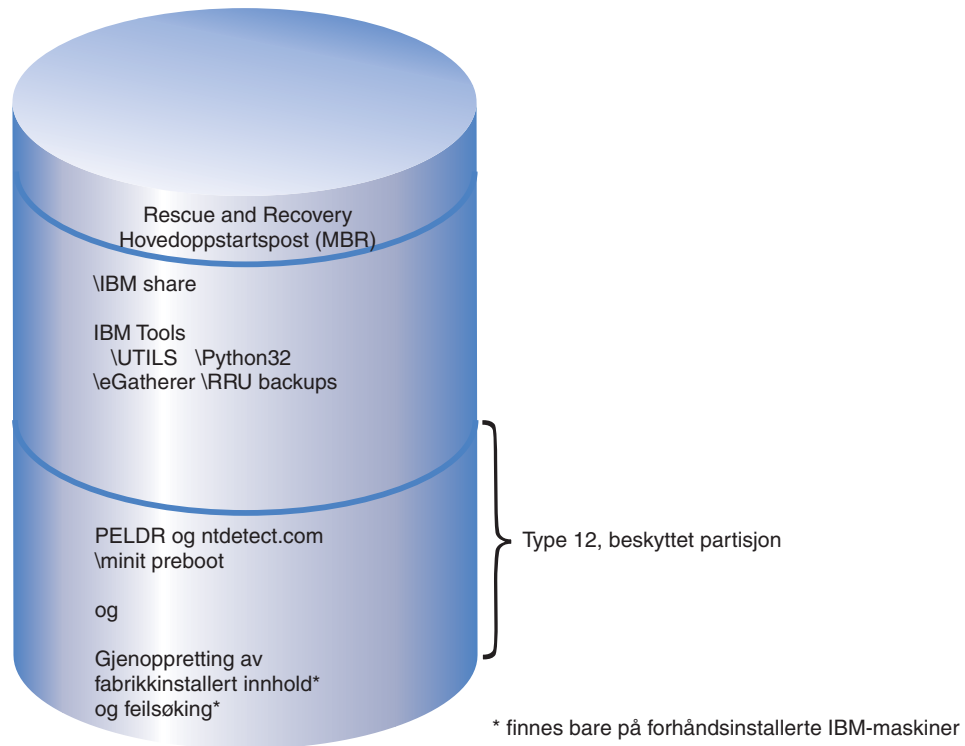 Rescue and Recovery
Hovedoppstartspost (MBR)
\IBM share
IBM Tools
\UTILS \Python32
\eGatherer \RRU backups
PELDR og ntdetect.com
\minit preboot
og
Gjenoppretting av
fabrikkinstallert innhold*
og feilsøking*
Type 12, beskyttet partisjon
* finnes bare på forhåndsinstallerte IBM-maskiner